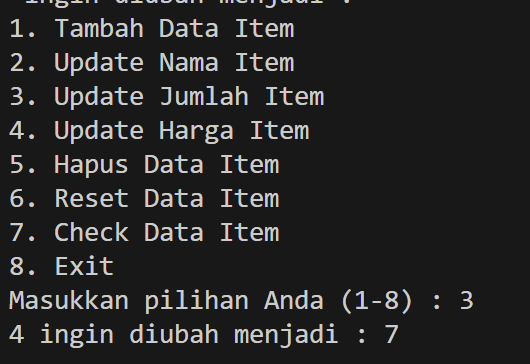 ingin diubah menjadi :
1. Tambah Data Item
2. Update Nama Item
3. Update Jumlah Item
4. Update Harga Item
5. Hapus Data Item
6. Reset Data Item
7. Check Data Item
8. Exit
Masukkan pilihan Anda (1-8) : 3
4 ingin diubah menjadi : 7